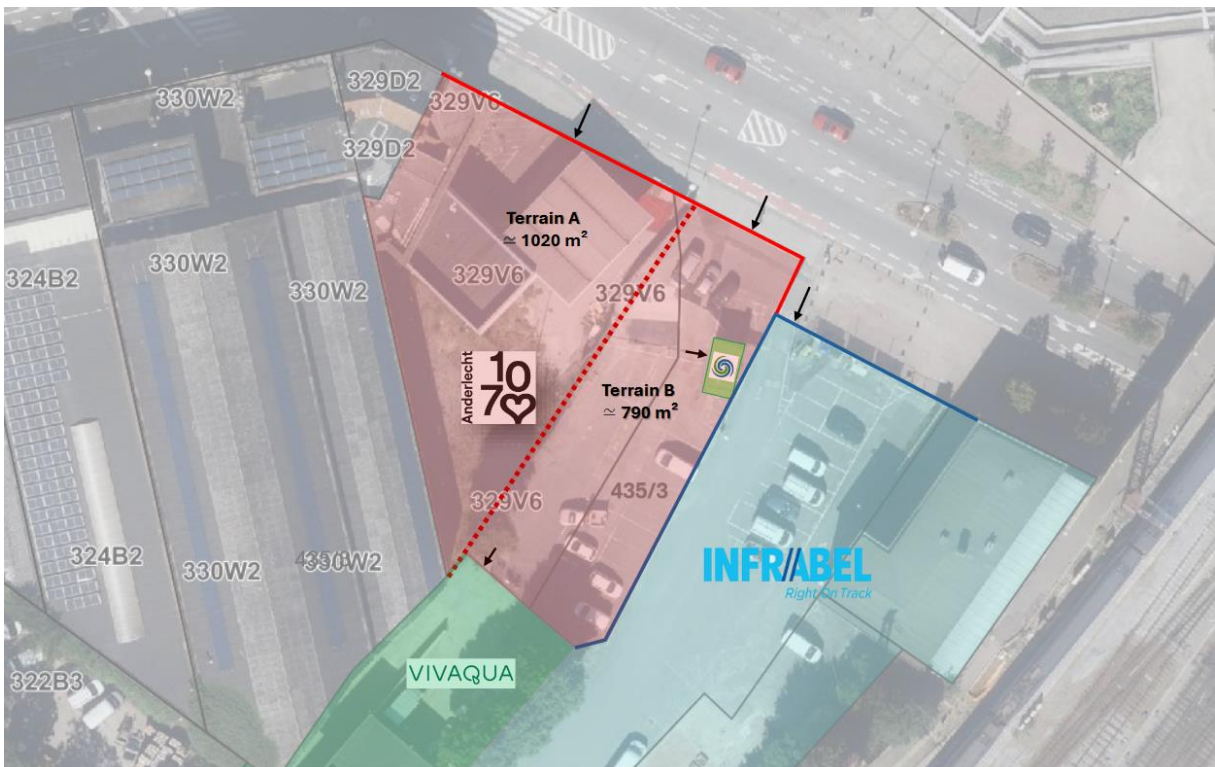 329D2
330W2
329V6
329D2
Terrain A
≃ 1020 m²
330W2
324B2
329V6
330W2
329V6
Anderlecht
10
70
Terrain B
≃ 790 m²
435/3
329V6
324B2
330W2
330W2
INFRABEL
Right On Track
VIVAQUA
322B3